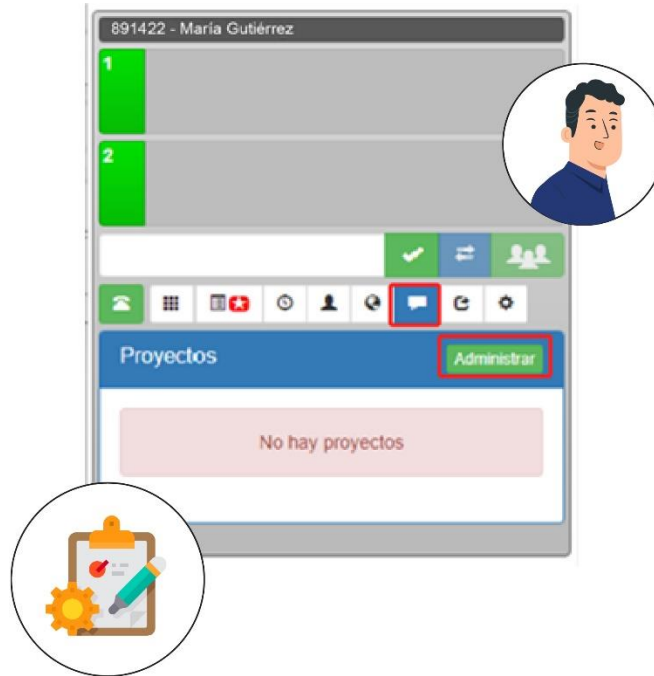 891422 - María Gutiérrez
1
2
Proyectos
Administrar
No hay proyectos